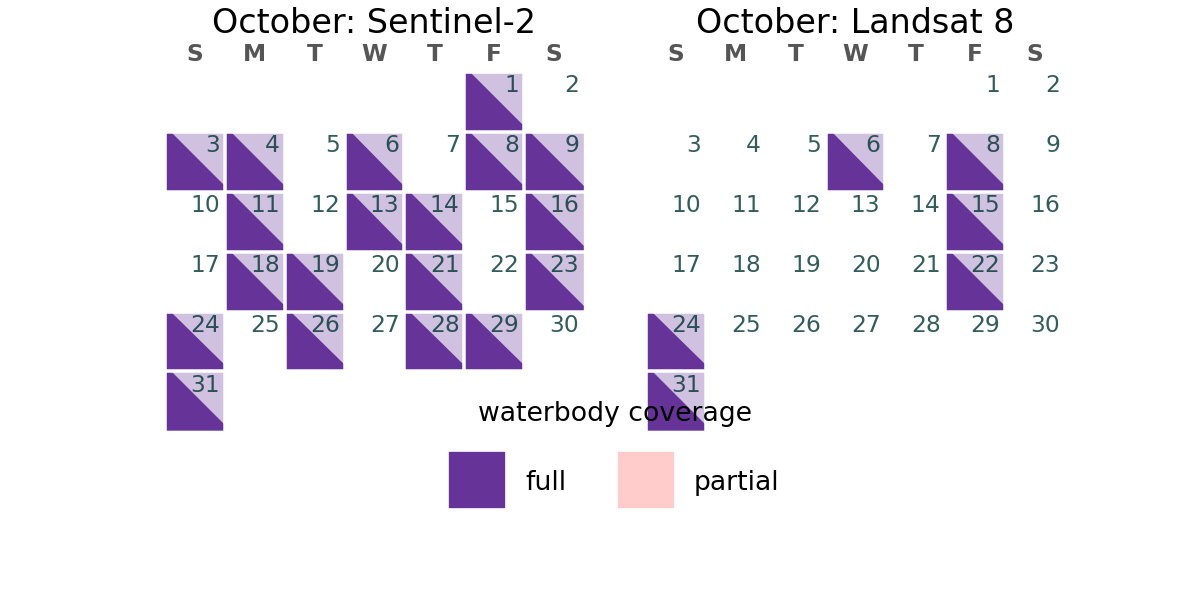 October: Sentinel-2
S M T W T F S
1 2
3 4 5 6 7 8 9
10 11 12 13 14 15 16
17 18 19 20 21 22 23
24 25 26 27 28 29 30
31
October: Landsat 8
S M T W T F S
1 2
3 4 5 6 7 8 9
10 11 12 13 14 15 16
17 18 19 20 21 22 23
24 25 26 27 28 29 30
31
waterbody coverage
full partial